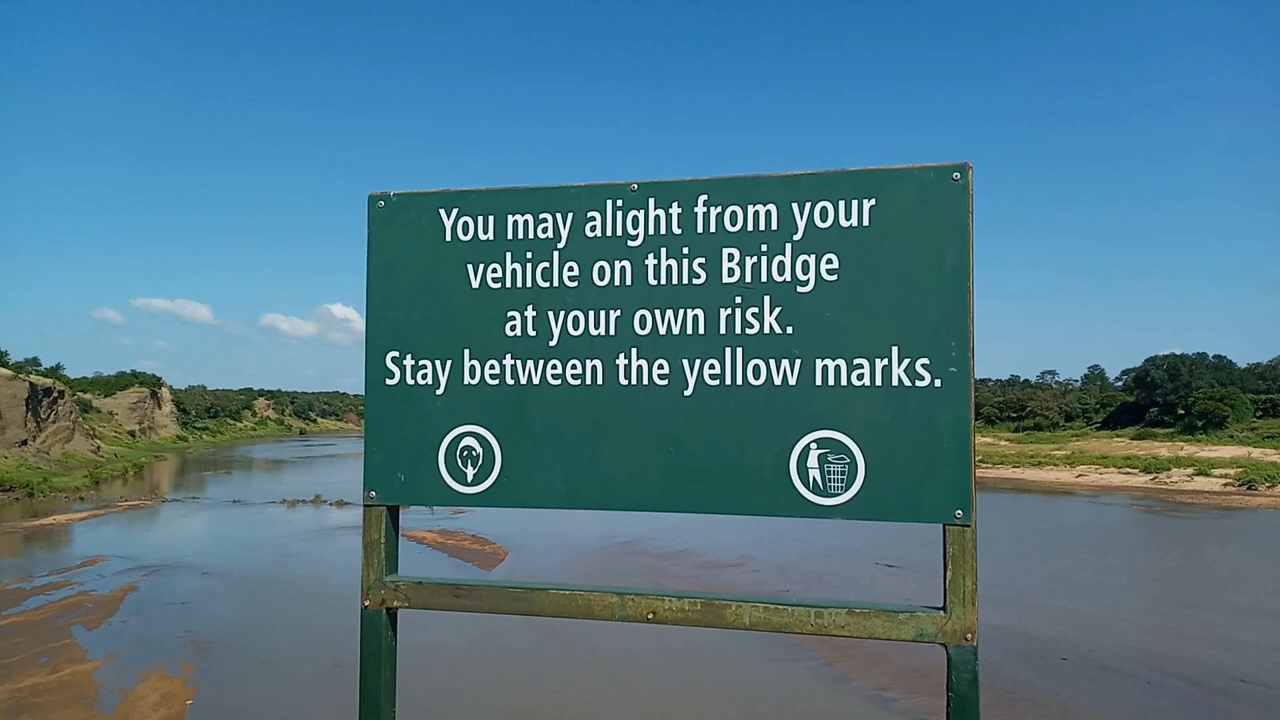 You may alight from your
vehicle on this Bridge
at your own risk.
Stay between the yellow marks.